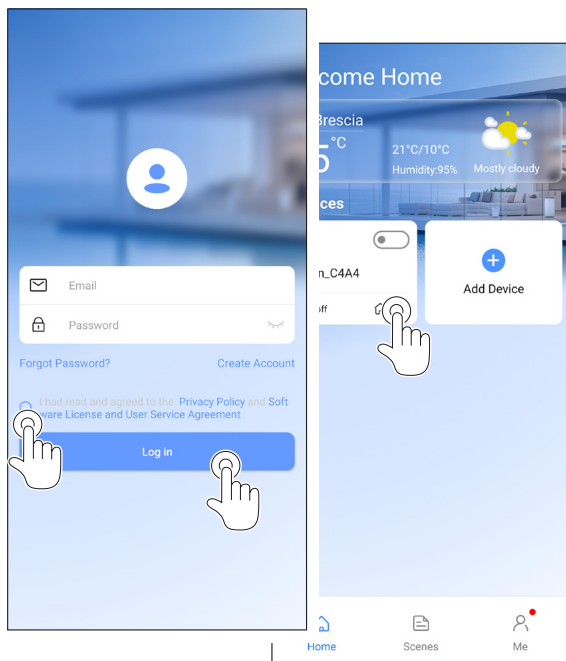 Email
Password
Forgot Password?
Create Account
I had read and agreed to the Privacy Policy and Soft
ware License and User Service Agreement
Log in
come Home
Brescia
°C
21°C/10°C
Humidity:95%
Mostly cloudy
ces
n_C4A4
off
Add Device
Home
Scenes
Me